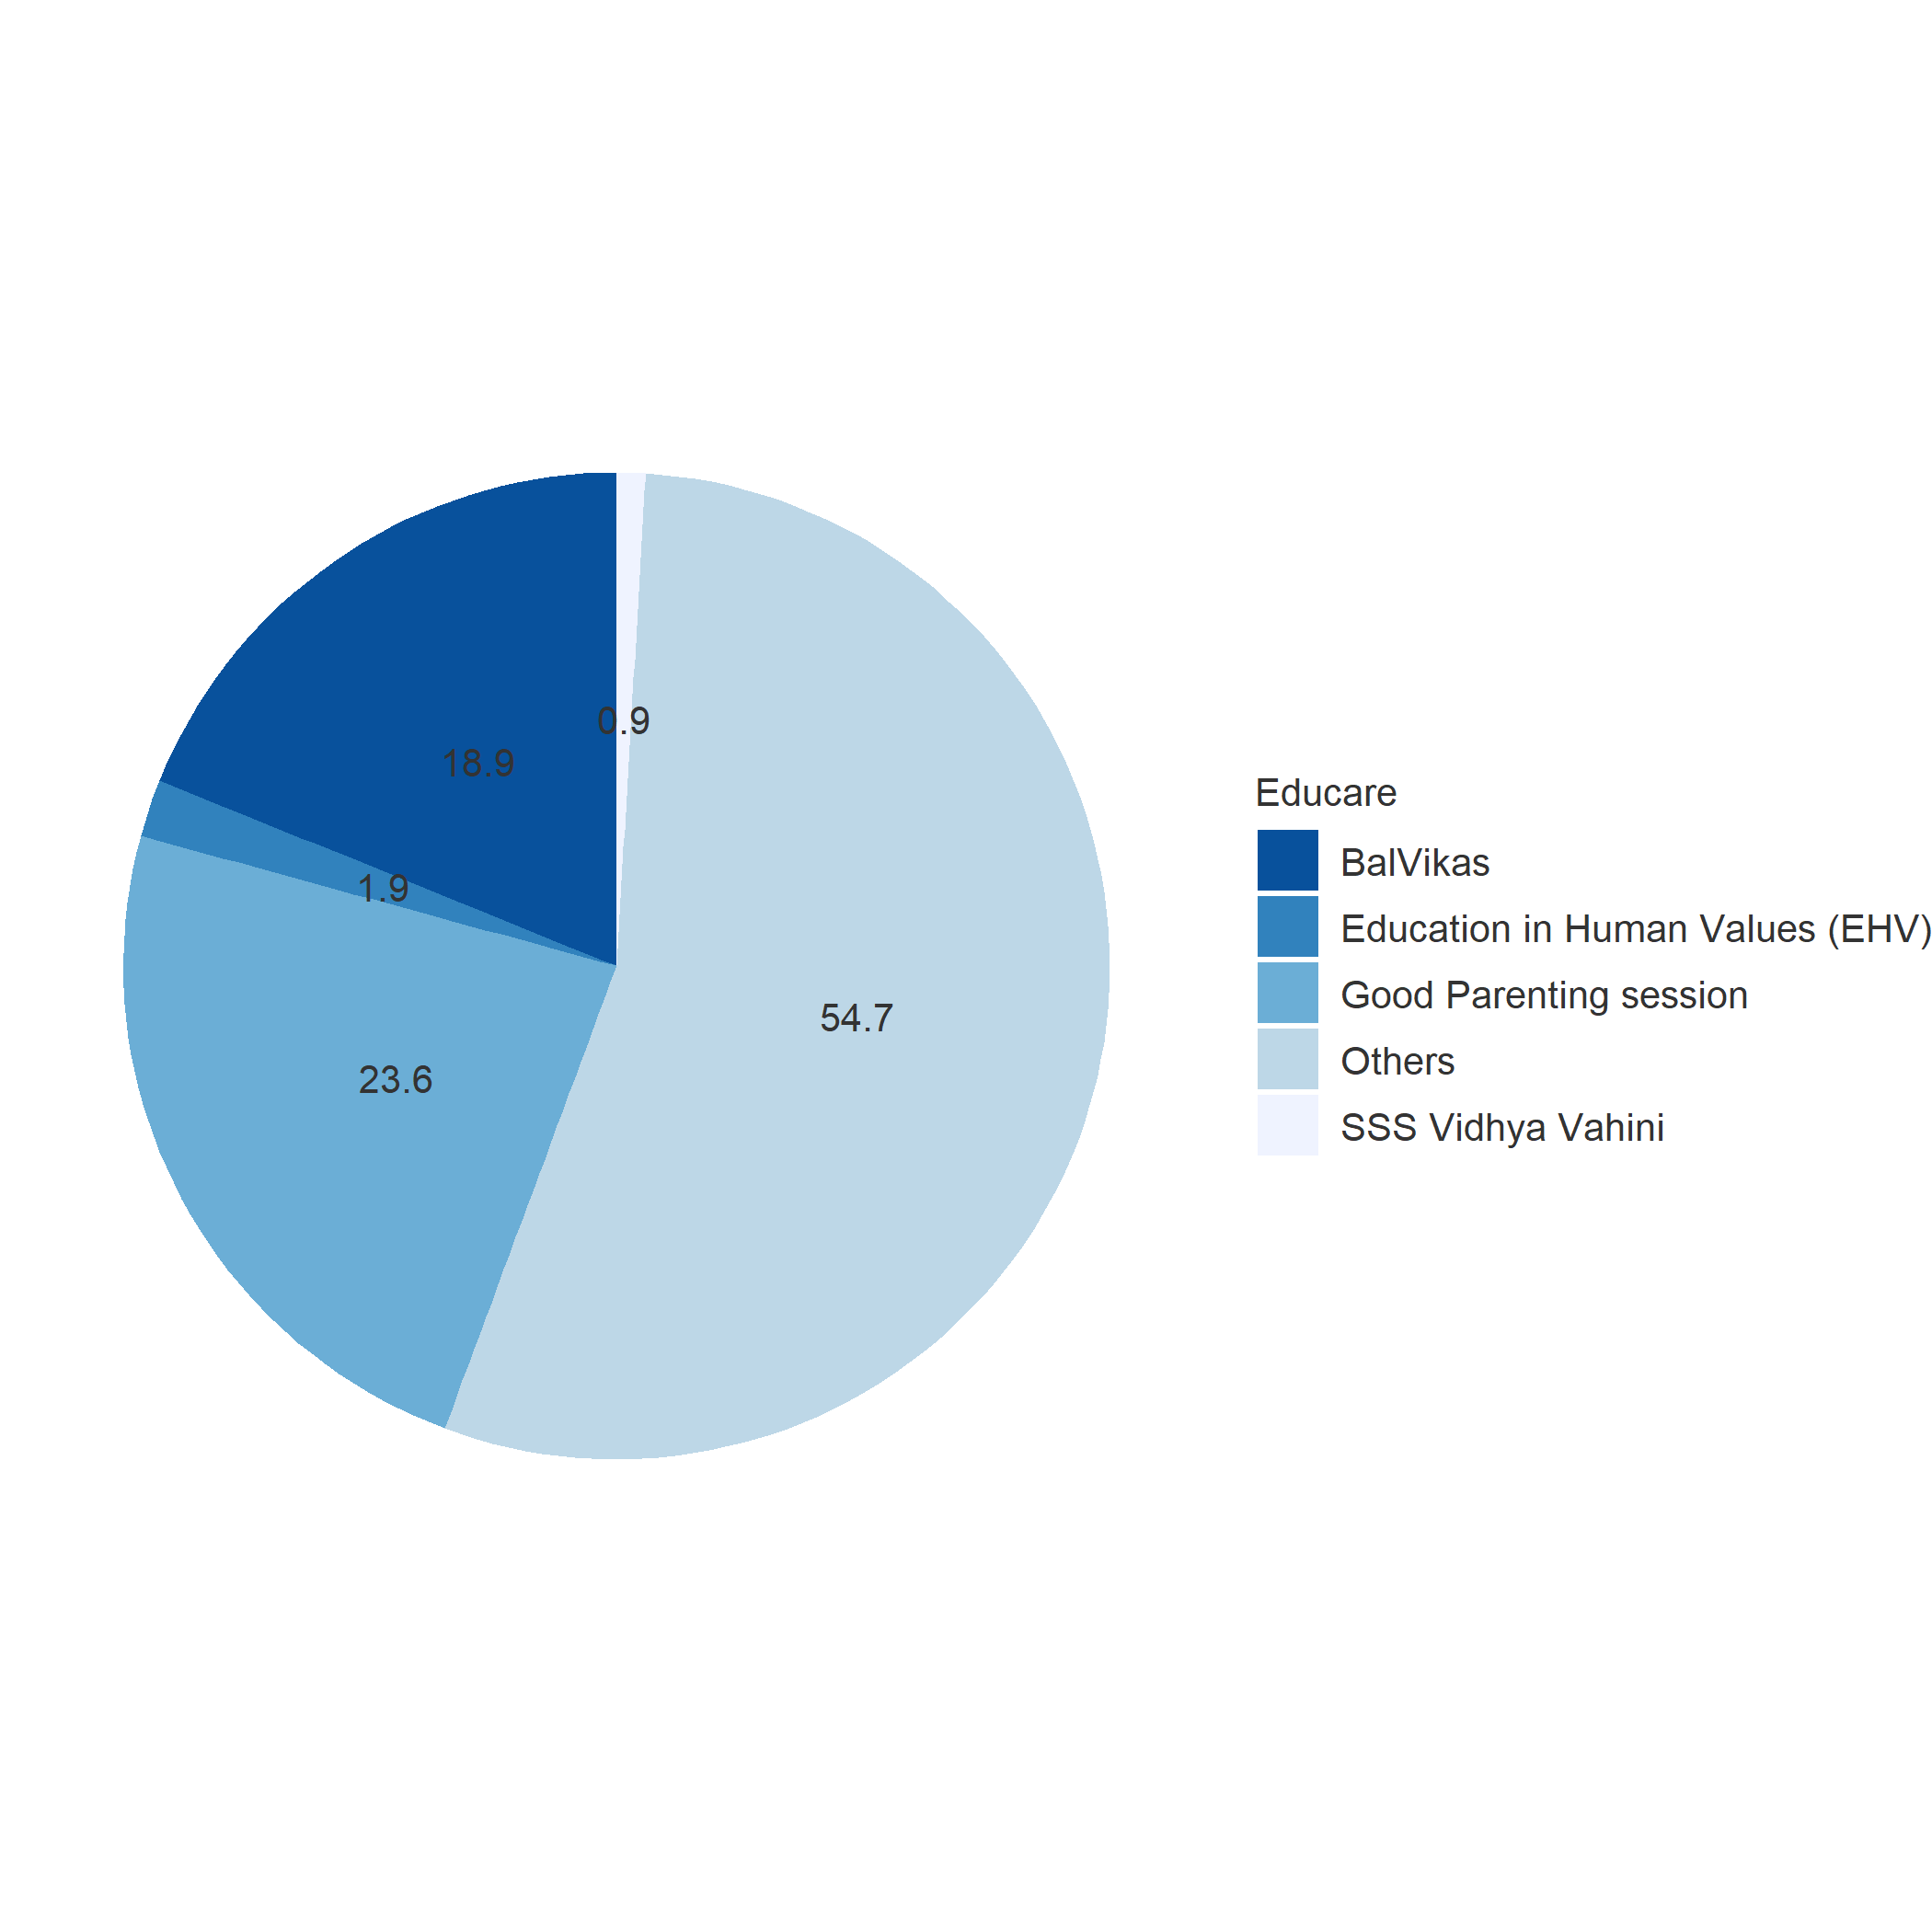 0.9
18.9
1.9
54.7
23.6
Educare
BalVikas
Education in Human Values (EHV)
Good Parenting session
Others
SSS Vidhya Vahini